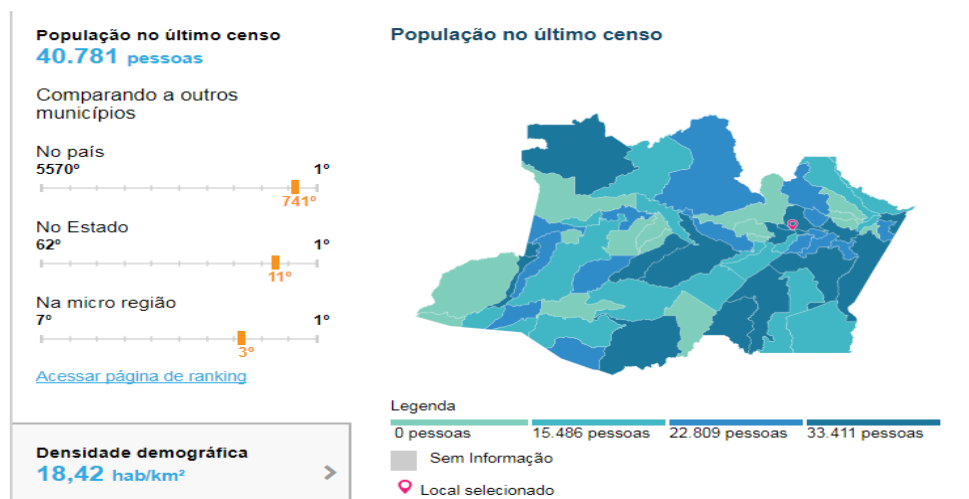 População no último censo
40.781 pessoas
Comparando a outros
municípios
No país
5570º 1º
741º
No Estado
62º 1º
11º
Na micro região
7º 1º
3º
Acessar página de ranking
Densidade demográfica
18,42 hab/km²
>
População no último censo
Legenda
0 pessoas 15.486 pessoas 22.809 pessoas 33.411 pessoas
Sem Informação
Local selecionado